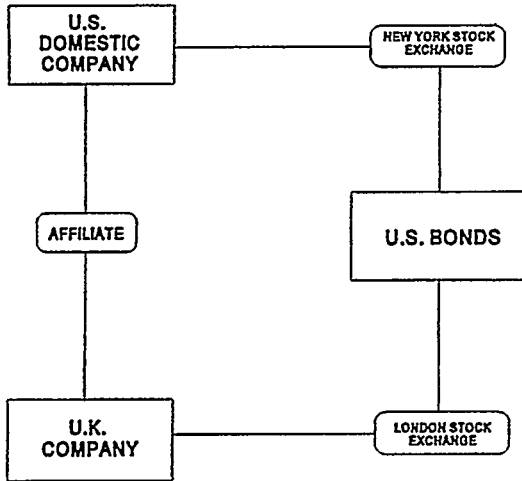 U.S.
DOMESTIC
COMPANY
NEW YORK STOCK
EXCHANGE
AFFILIATE
U.S. BONDS
U.K.
COMPANY
LONDON STOCK
EXCHANGE